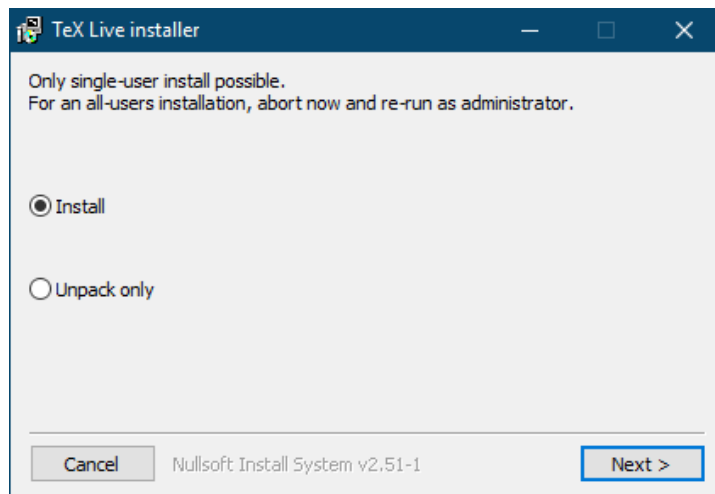 TeX Live installer
Only single-user install possible.
For an all-users installation, abort now and re-run as administrator.
Install
Unpack only
Cancel
Nullsoft Install System v2.51-1
Next >